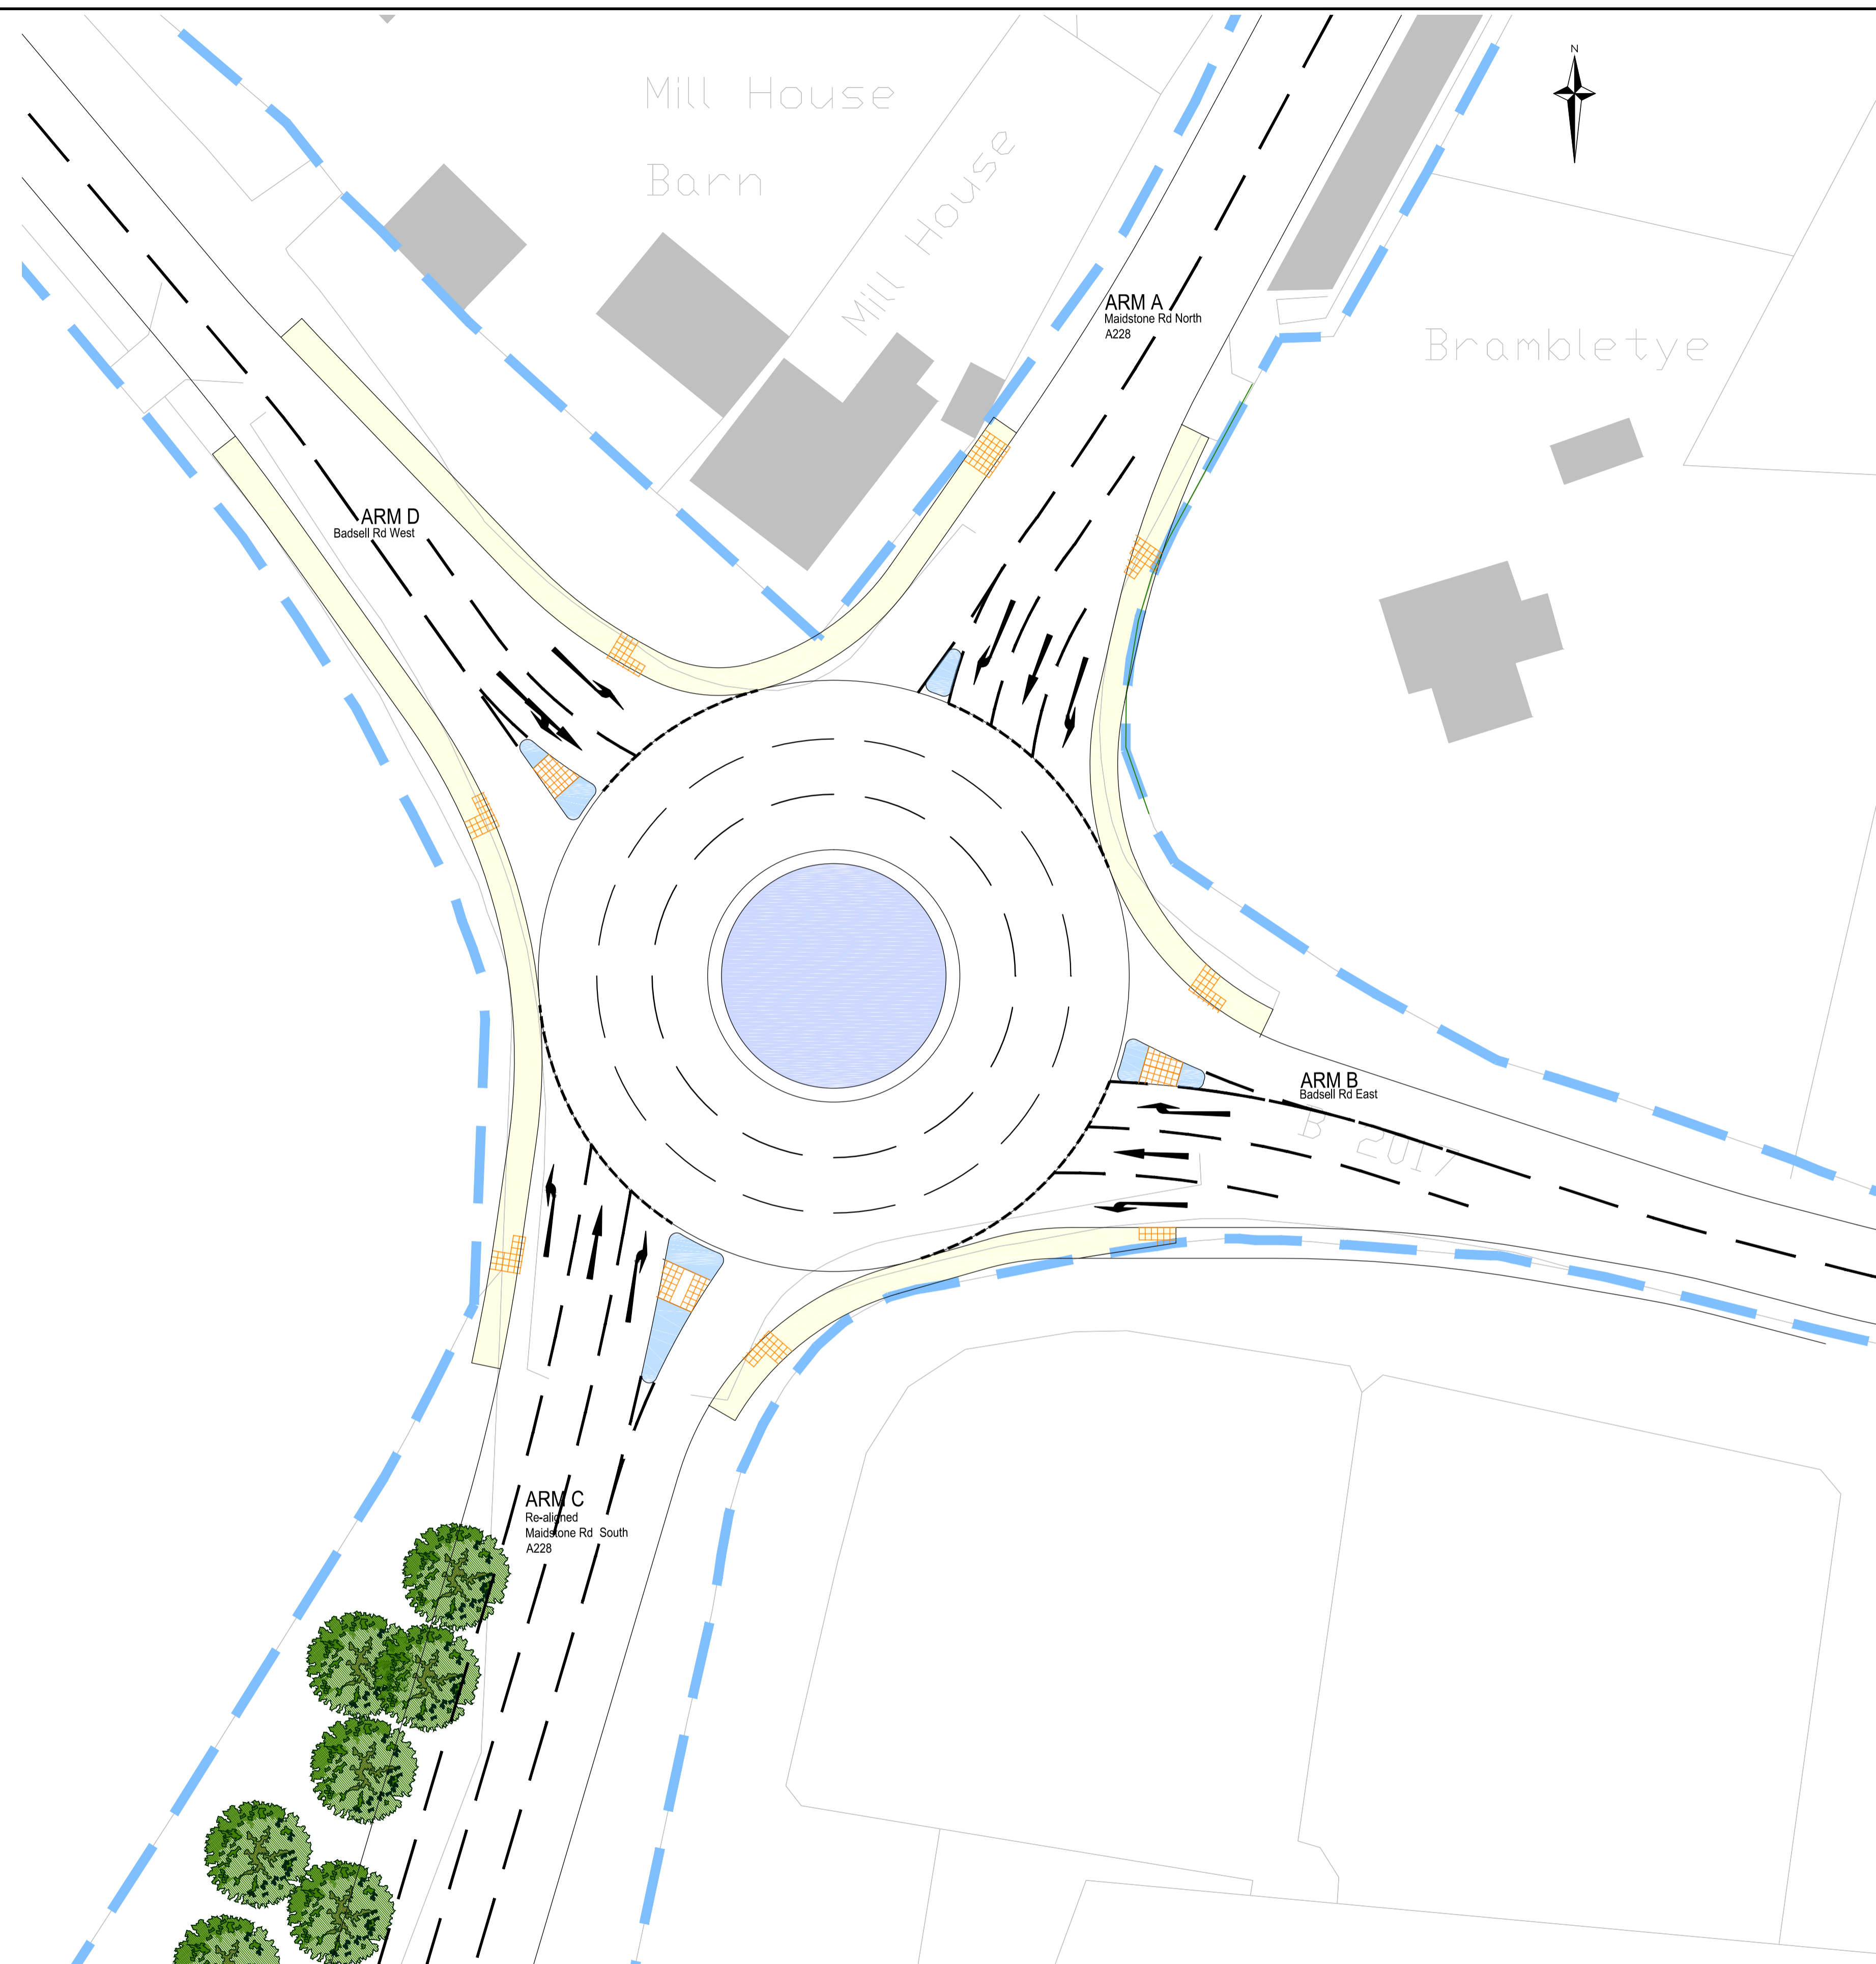 N
Mill House
Barn
Mill House
ARM A
Maidstone Rd North
A228
Brambletye
ARM D
Badsell Rd West
ARM B
Badsell Rd East
B 2017
ARM C
Re-aligned
Maidstone Rd South
A228